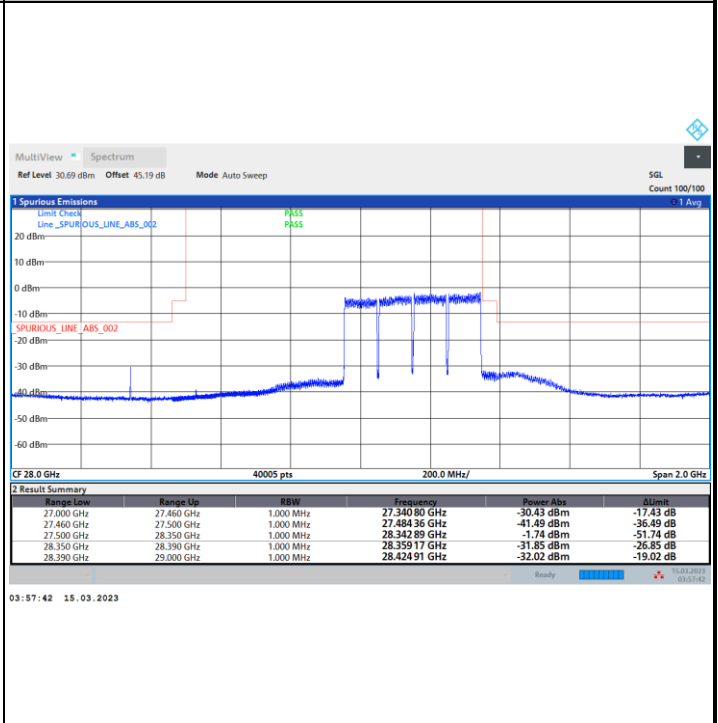 MultiView Spectrum
Ref Level 30.69 dBm Offset 45.19 dB Mode Auto Sweep SGL
Count 100/100
1 Spurious Emissions 1 Avg
Limit Check PASS
Line _SPURIOUS_LINE_ABS_002 PASS
20 dBm
10 dBm
0 dBm
-10 dBm
_SPURIOUS_LINE_ABS_002
-20 dBm
-30 dBm
-40 dBm
-50 dBm
-60 dBm
CF 28.0 GHz 40005 pts 200.0 MHz/ Span 2.0 GHz
2 Result Summary
Range Low Range Up RBW Frequency Power Abs ΔLimit
27.000 GHz 27.460 GHz 1.000 MHz 27.340 80 GHz -30.43 dBm -17.43 dB
27.460 GHz 27.500 GHz 1.000 MHz 27.484 36 GHz -41.49 dBm -36.49 dB
27.500 GHz 28.350 GHz 1.000 MHz 28.342 89 GHz -1.74 dBm -51.74 dB
28.350 GHz 28.390 GHz 1.000 MHz 28.359 17 GHz -31.85 dBm -26.85 dB
28.390 GHz 29.000 GHz 1.000 MHz 28.424 91 GHz -32.02 dBm -19.02 dB
Ready 15.03.2023
03:57:42
03:57:42 15.03.2023